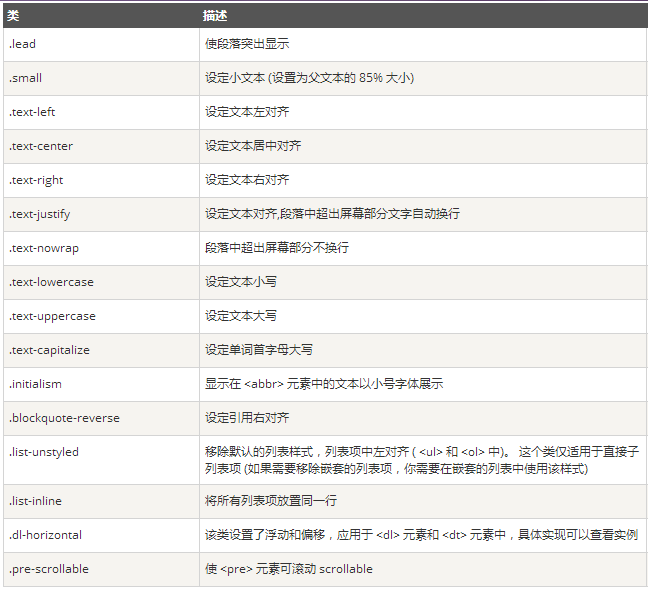 类 描述
.lead 使段落突出显示
.small 设定小文本 (设置为父文本的 85% 大小)
.text-left 设定文本左对齐
.text-center 设定文本居中对齐
.text-right 设定文本右对齐
.text-justify 设定文本对齐,段落中超出屏幕部分文字自动换行
.text-nowrap 段落中超出屏幕部分不换行
.text-lowercase 设定文本小写
.text-uppercase 设定文本大写
.text-capitalize 设定单词首字母大写
.initialism 显示在 <abbr> 元素中的文本以小号字体展示
.blockquote-reverse 设定引用右对齐
.list-unstyled 移除默认的列表样式，列表项中左对齐 ( <ul> 和 <ol> 中)。 这个类仅适用于直接子
列表项 (如果需要移除嵌套的列表项，你需要在嵌套的列表中使用该样式)
.list-inline 将所有列表项放置同一行
.dl-horizontal 该类设置了浮动和偏移，应用于 <dl> 元素和 <dt> 元素中，具体实现可以查看实例
.pre-scrollable 使 <pre> 元素可滚动 scrollable